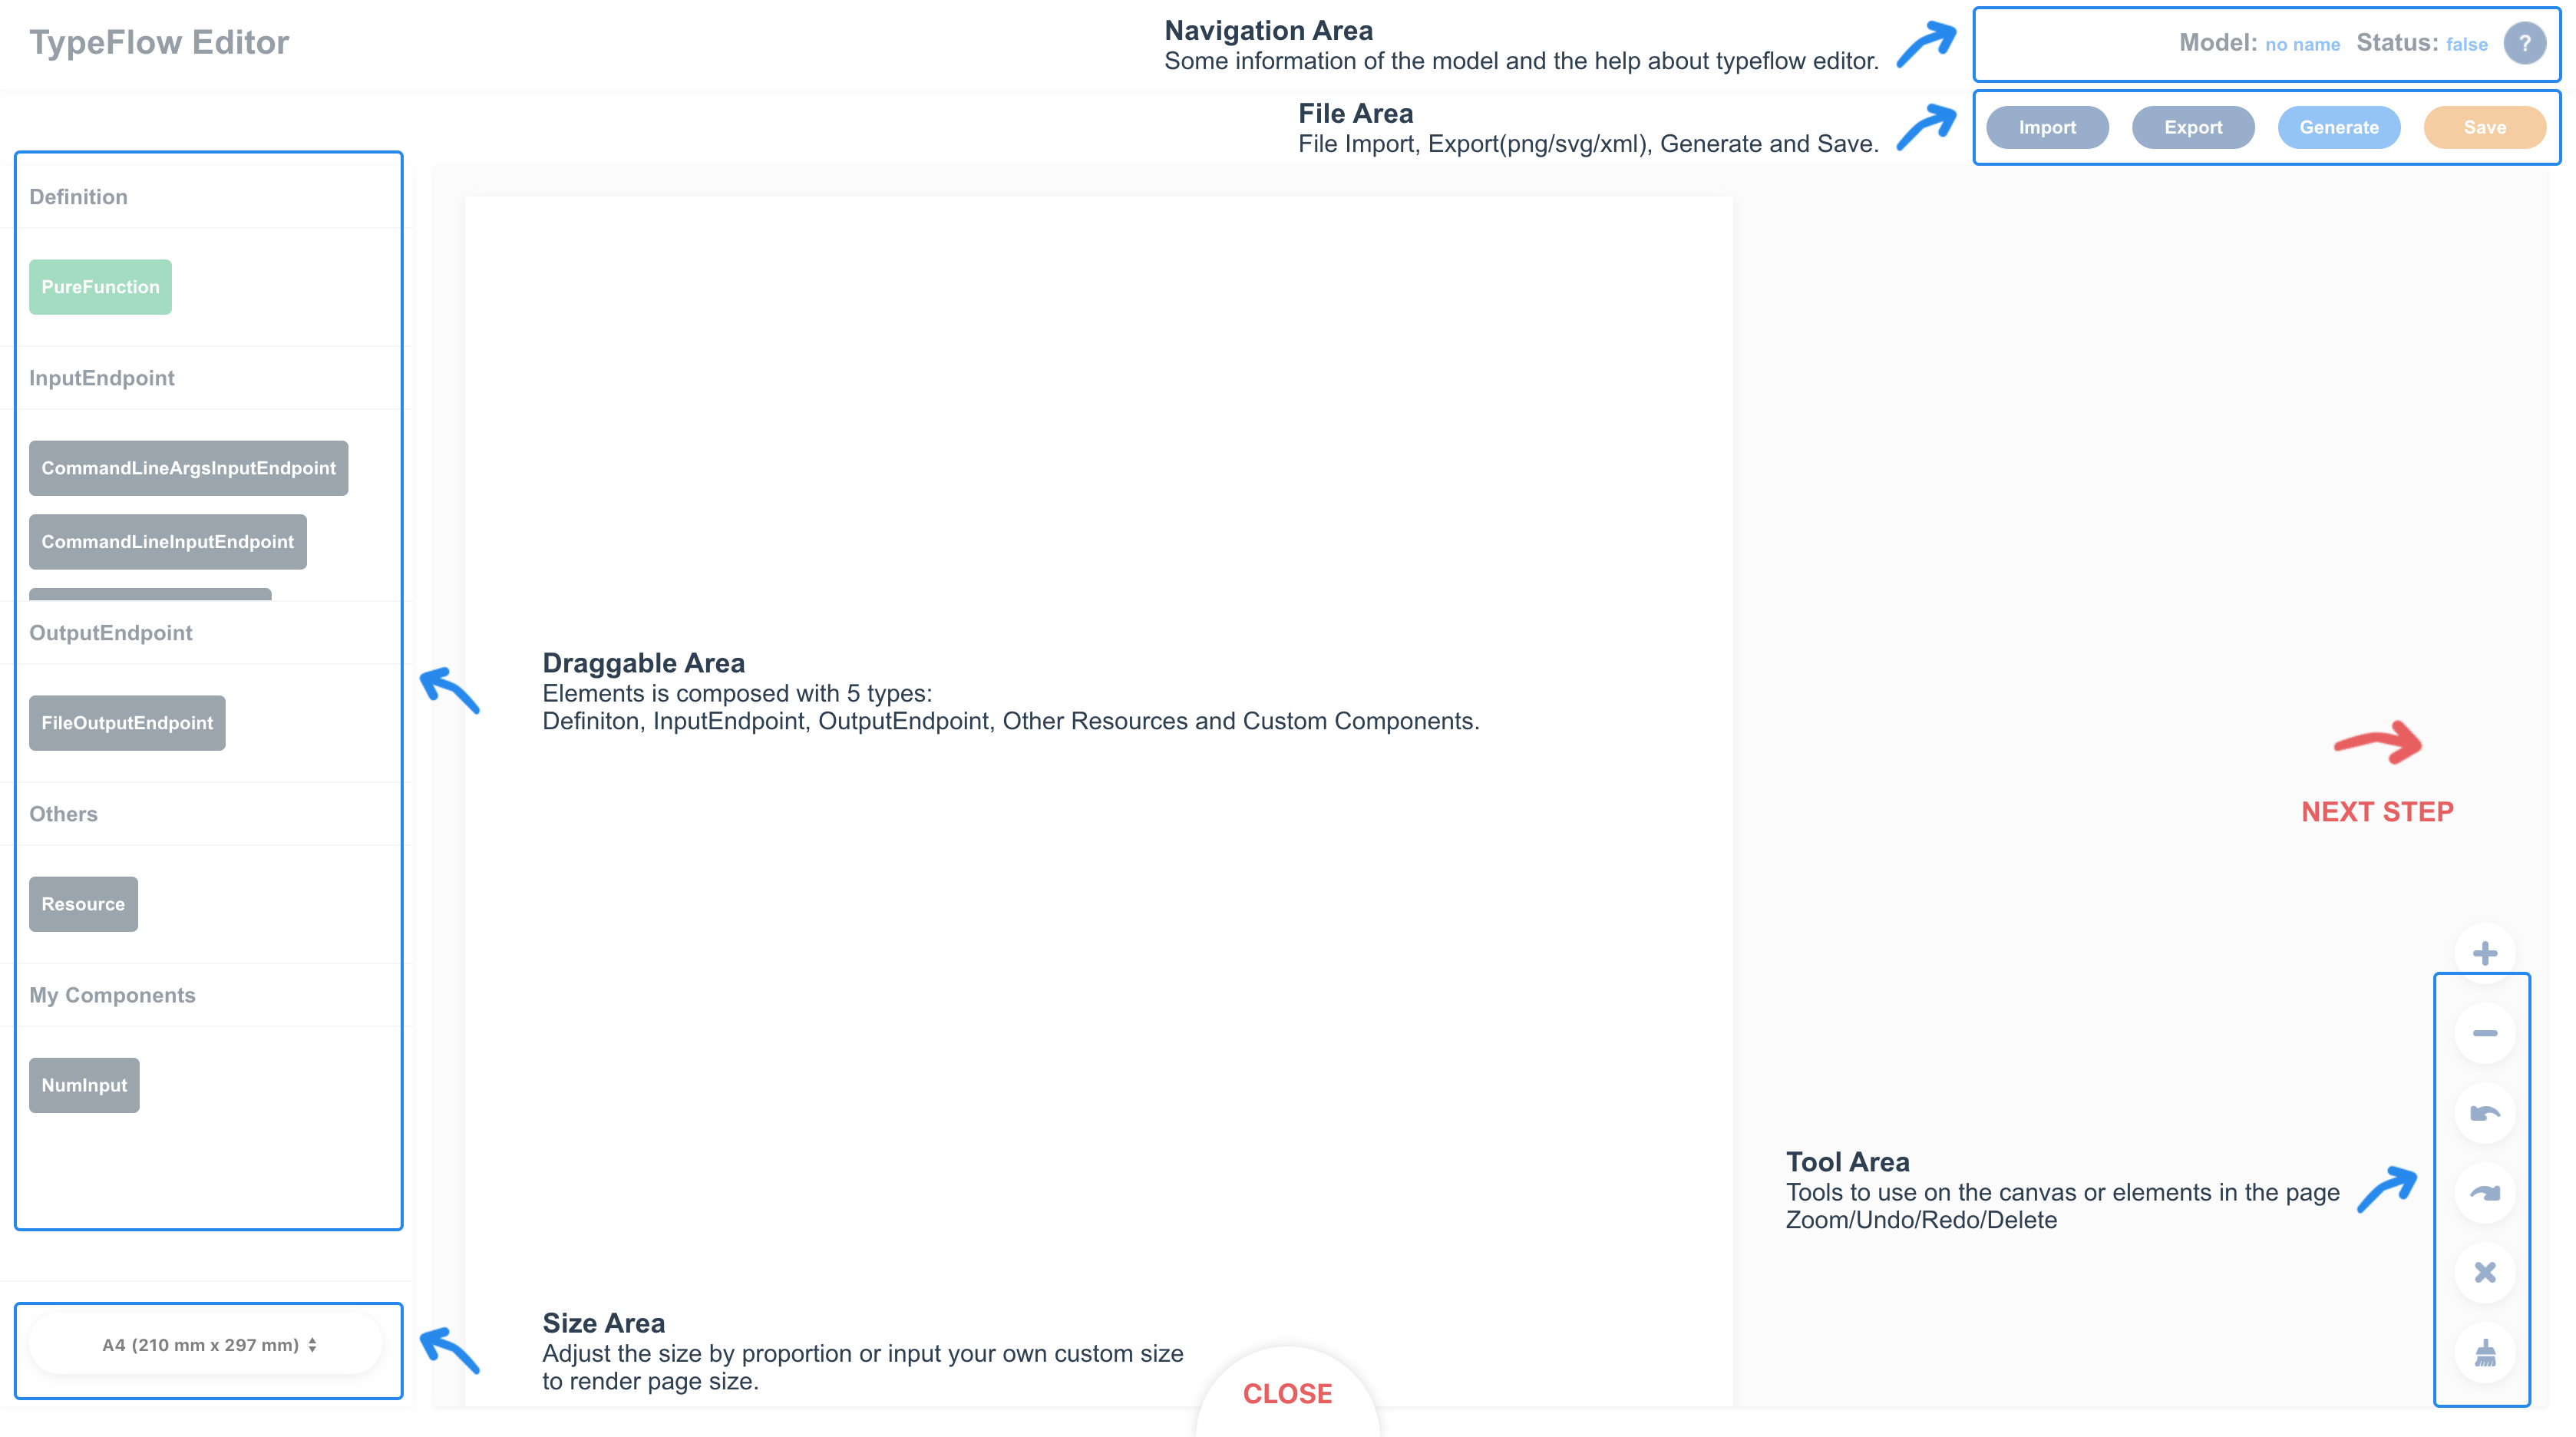 TypeFlow Editor
Navigation Area
Some information of the model and the help about typeflow editor.
Model: no name Status: false ?
File Area
File Import, Export(png/svg/xml), Generate and Save.
Import Export Generate Save
Definition
PureFunction
InputEndpoint
CommandLineArgsInputEndpoint
CommandLineInputEndpoint
OutputEndpoint
FileOutputEndpoint
Others
Resource
My Components
NumInput
A4 (210 mm x 297 mm)
Draggable Area
Elements is composed with 5 types:
Definiton, InputEndpoint, OutputEndpoint, Other Resources and Custom Components.
NEXT STEP
Tool Area
Tools to use on the canvas or elements in the page
Zoom/Undo/Redo/Delete
Size Area
Adjust the size by proportion or input your own custom size
to render page size.
CLOSE